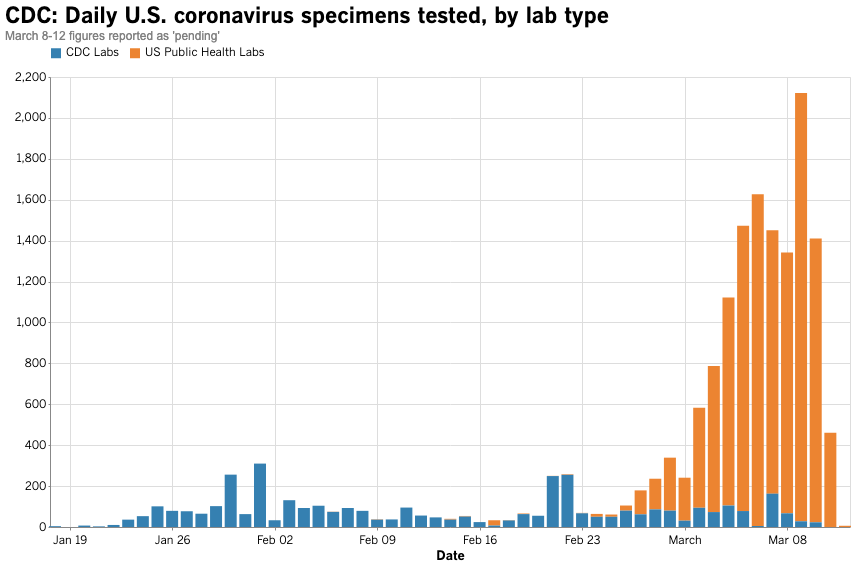 CDC: Daily U.S. coronavirus specimens tested, by lab type
March 8-12 figures reported as 'pending'
CDC Labs US Public Health Labs
2,200
2,000
1,800
1,600
1,400
1,200
1,000
800
600
400
200
0
Jan 19 Jan 26 Feb 02 Feb 09 Feb 16 Feb 23 March Mar 08
Date